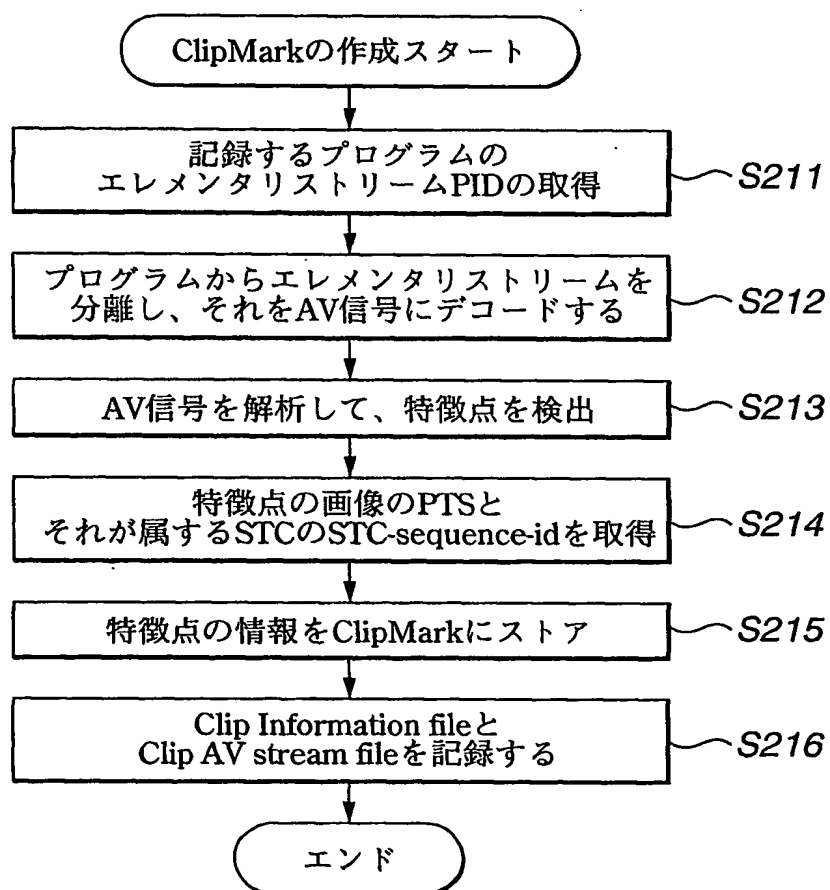 ClipMarkの作成スタート
記録するプログラムの
エレメンタリストリームPIDの取得
S211
プログラムからエレメンタリストリームを
分離し、それをAV信号にデコードする
S212
AV信号を解析して、特徴点を検出
S213
特徴点の画像のPTSと
それが属するSTCのSTC-sequence-idを取得
S214
特徴点の情報をClipMarkにストア
S215
Clip Information fileと
Clip AV stream fileを記録する
S216
エンド